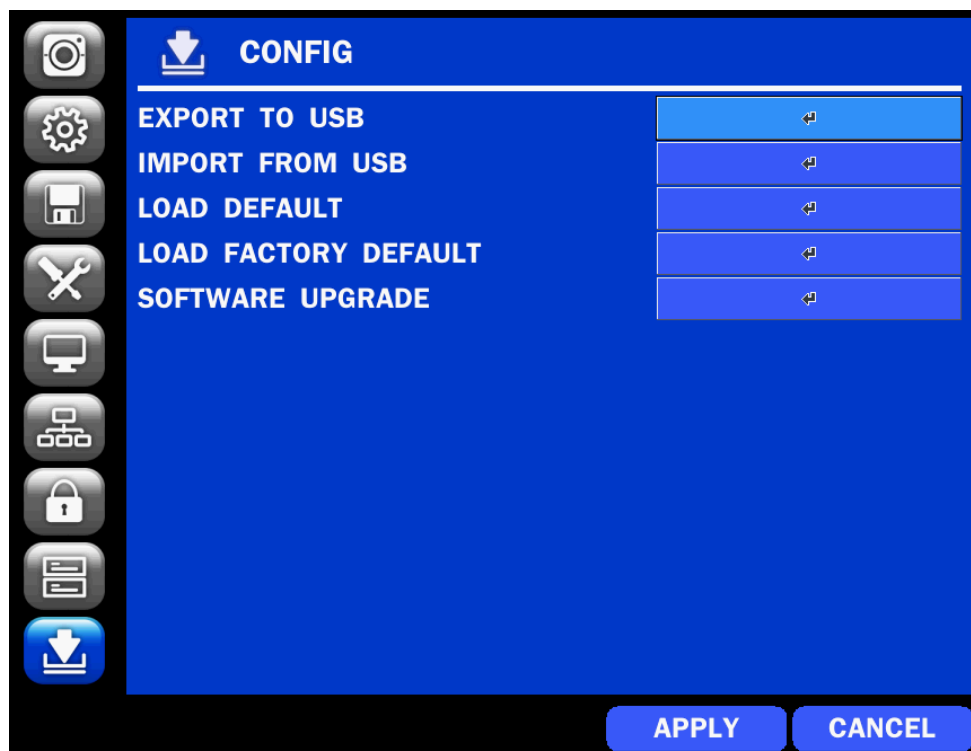 CONFIG
EXPORT TO USB
IMPORT FROM USB
LOAD DEFAULT
LOAD FACTORY DEFAULT
SOFTWARE UPGRADE
APPLY CANCEL